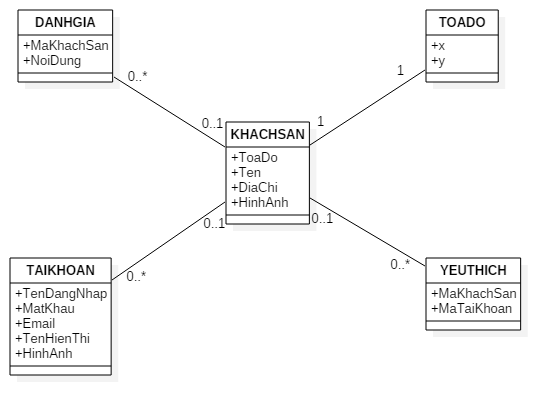 DANHGIA
+MaKhachSan
+NoiDung
TOADO
+x
+y
0..*
1
0..1
1
KHACHSAN
+ToaDo
+Ten
+DiaChi
+HinhAnh
0..1
0..1
0..*
0..*
TAIKHOAN
+TenDangNhap
+MatKhau
+Email
+TenHienThi
+HinhAnh
YEUTHICH
+MaKhachSan
+MaTaiKhoan